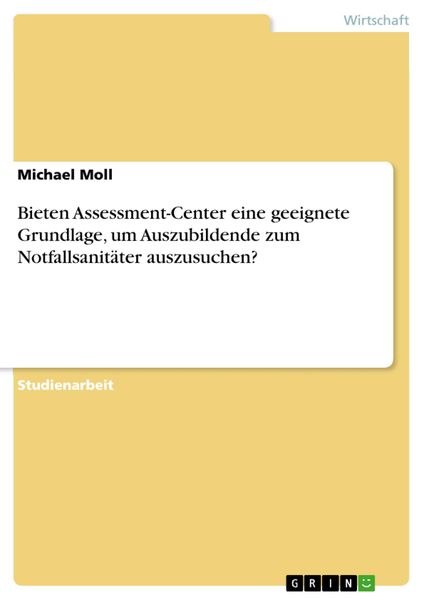 Wirtschaft
Michael Moll
Bieten Assessment-Center eine geeignete
Grundlage, um Auszubildende zum
Notfallsanitäter auszusuchen?
Studienarbeit
GRIN